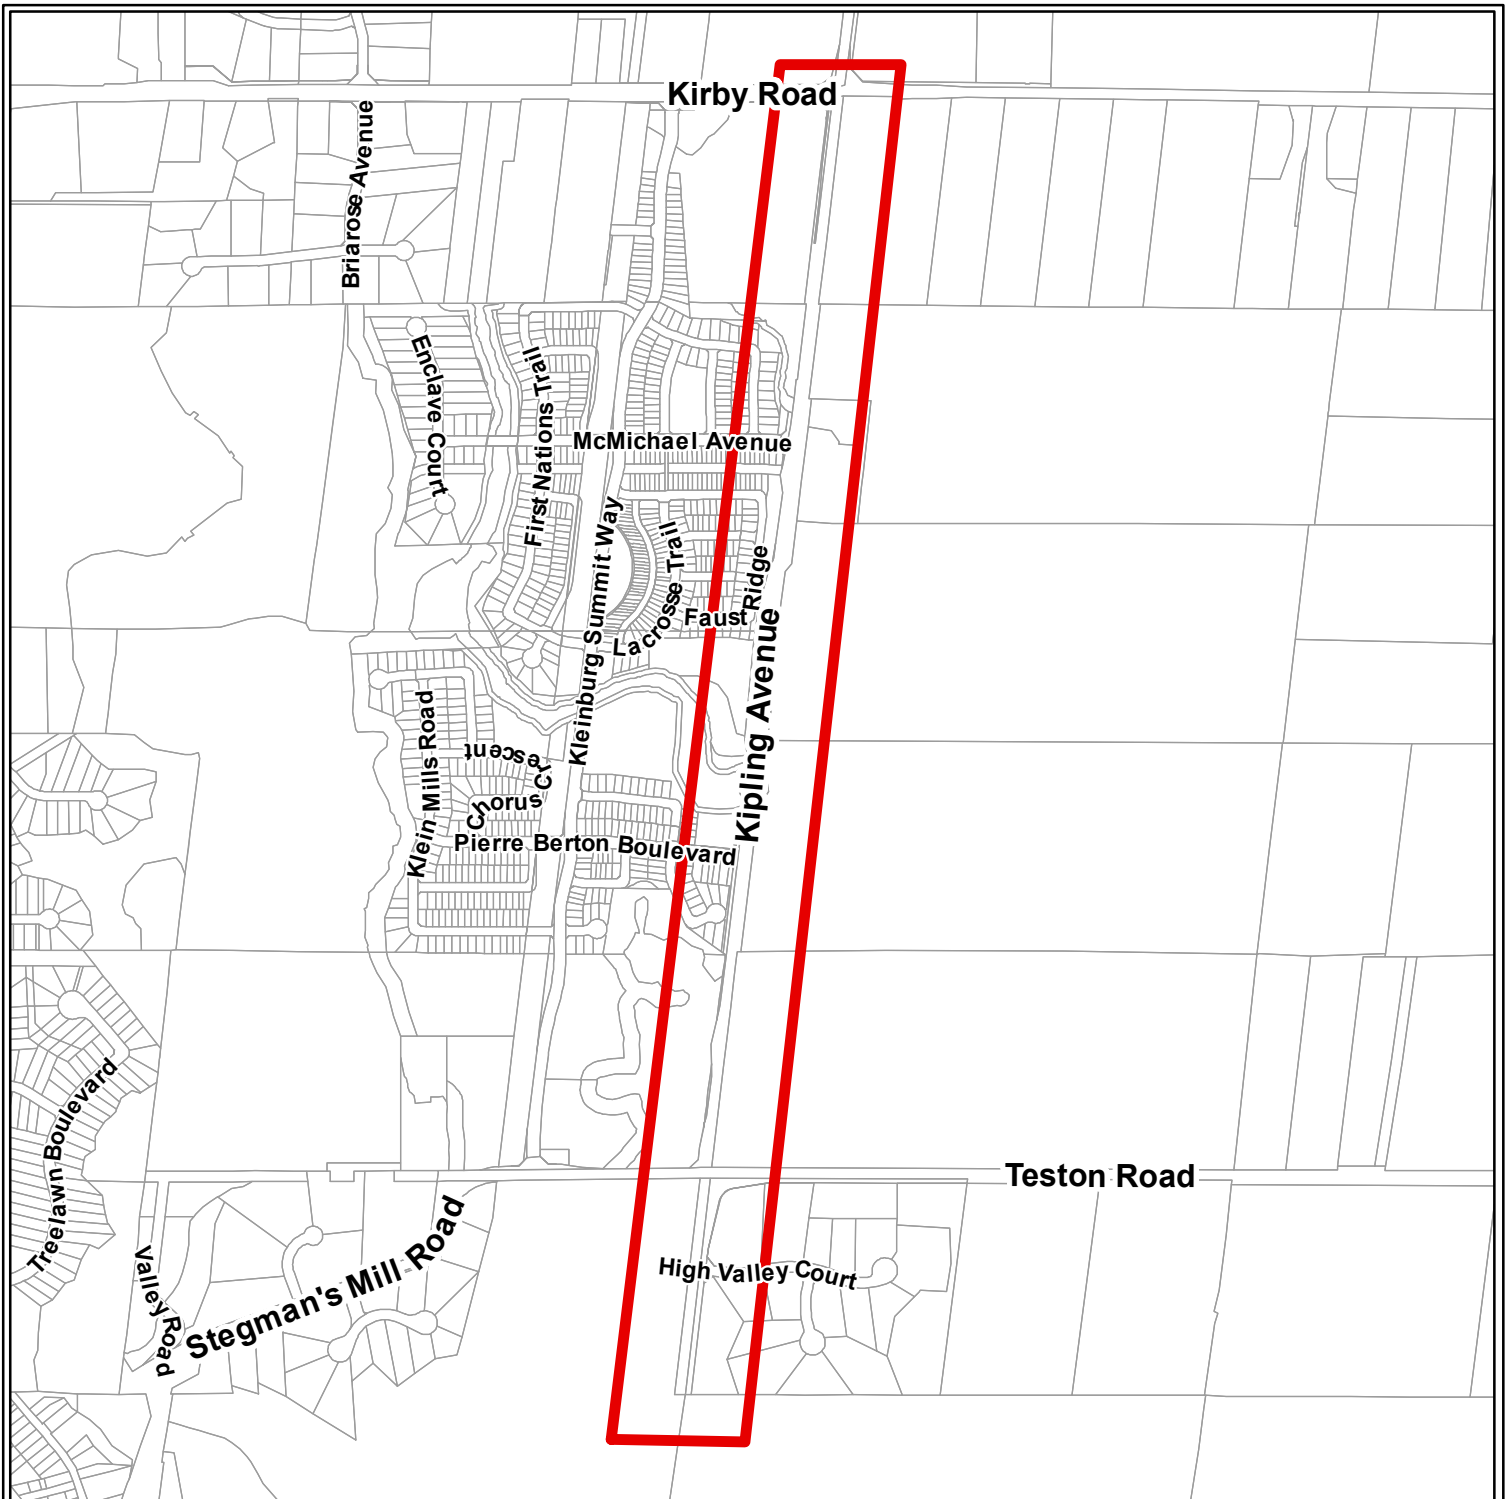 Kirby Road
Briarose Avenue
Enclave Court
First Nations Trail
McMichael Avenue
Kleinburg Summit Way
Lacrosse Trail
Faust Ridge
Kipling Avenue
Klein Mills Road
Chorus Crescent
Pierre Berton Boulevard
Treelawn Boulevard
Teston Road
Valley Road
Stegman's Mill Road
High Valley Court